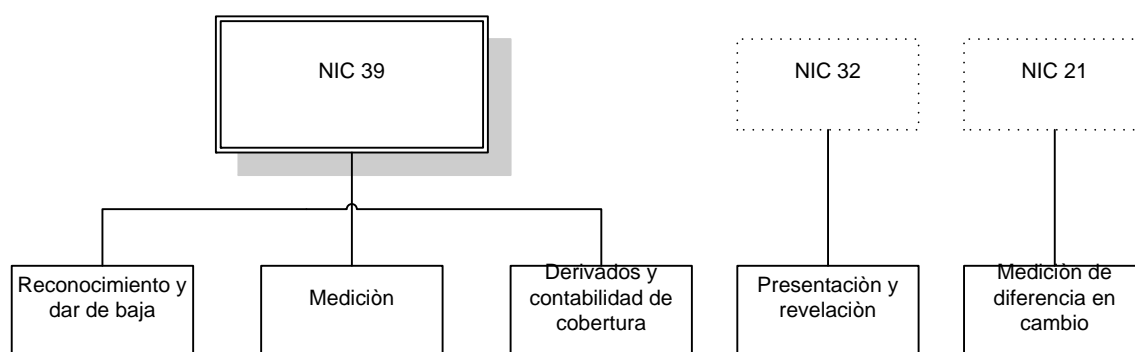 NIC 39
NIC 32
NIC 21
Reconocimiento y
dar de baja
Mediciòn
Derivados y
contabilidad de
cobertura
Presentaciòn y
revelaciòn
Mediciòn de
diferencia en
cambio